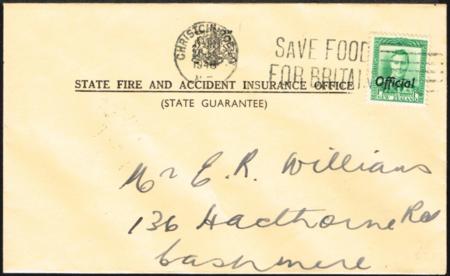 CHRISTCHURCH
SAVE FOOD
FOR BRITAIN
Official
NEW ZEALAND
STATE FIRE AND ACCIDENT INSURANCE OFFICE
(STATE GUARANTEE)
Mr E. R. Williams
136 Hackthorne Rd
Cashmere.